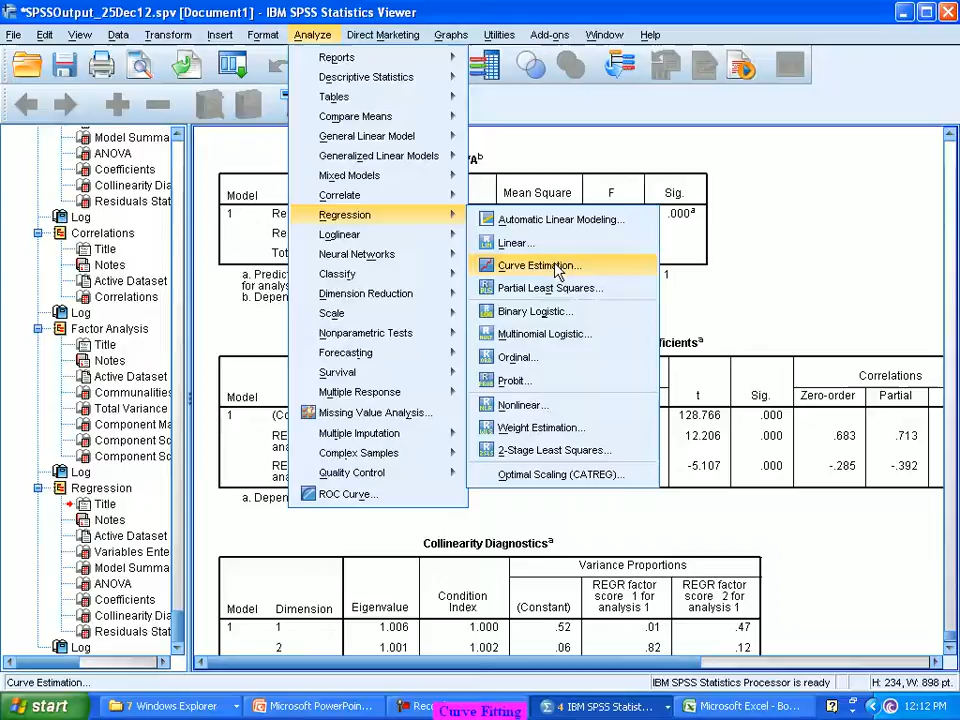 *SPSSOutput_25Dec12.spv [Document1] - IBM SPSS Statistics Viewer
File Edit View Data Transform Insert Format Analyze Direct Marketing Graphs Utilities Add-ons Window Help
Model Summa
ANOVA
Coefficients
Collinearity Dia
Residuals Stat
Log
Correlations
Title
Notes
Active Dataset
Correlations
Log
Factor Analysis
Title
Notes
Active Dataset
Communalities
Total Variance
Component Ma
Component Sc
Component Sc
Log
Regression
Title
Notes
Active Dataset
Variables Ente
Model Summa
ANOVA
Coefficients
Collinearity Dia
Residuals Stat
Log
Reports
Descriptive Statistics
Tables
Compare Means
General Linear Model
Generalized Linear Models
Mixed Models
Correlate
Regression
Loglinear
Neural Networks
Classify
Dimension Reduction
Scale
Nonparametric Tests
Forecasting
Survival
Multiple Response
Missing Value Analysis...
Multiple Imputation
Complex Samples
Quality Control
ROC Curve...
Automatic Linear Modeling...
Linear...
Curve Estimation...
Partial Least Squares...
Binary Logistic...
Multinomial Logistic...
Ordinal...
Probit...
Nonlinear...
Weight Estimation...
2-Stage Least Squares...
Optimal Scaling (CATREG)...
Ab
Model Mean Square F Sig.
1 Re .000a
Re
Tot
a. Predic 1
for analys
b. Depen
ficientsa
Correlations
Model t Sig. Zero-order Partial
1 (Co 128.766 .000
REG 12.206 .000 .683 .713
ana
REG -5.107 .000 -.285 -.392
ana
a. Depen
Collinearity Diagnosticsa
Variance Proportions
Model Dimension Eigenvalue Condition Index (Constant) REGR factor score 1 for analysis 1 REGR factor score 2 for analysis 1
1 1 1.006 1.000 .52 .01 .47
2 1.001 1.002 .06 .82 .12
Curve Estimation...
IBM SPSS Statistics Processor is ready
H: 234, W: 898 pt.
start
7 Windows Explorer
Microsoft PowerPoin...
Rec
4 IBM SPSS Statist...
Microsoft Excel - Bo...
12:12 PM
Curve Fitting